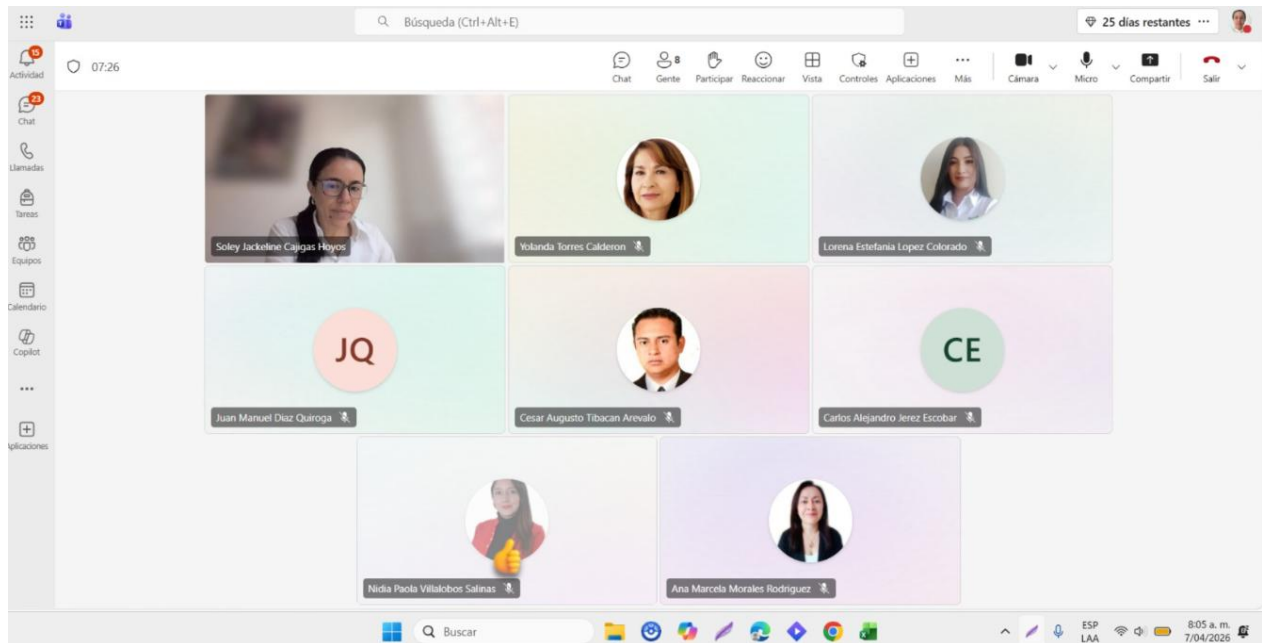 Búsqueda (Ctrl+Alt+E)
25 días restantes
15
Actividad
07:26
8
Chat
Gente
Participar
Reaccionar
Vista
Controles
Aplicaciones
Más
Cámara
Micro
Compartir
Salir
23
Chat
Llamadas
Tareas
Equipos
Calendario
Copilot
Aplicaciones
Soley Jackeline Cajigas Hoyos
Yolanda Torres Calderon
Lorena Estefania Lopez Colorado
JQ
CE
Juan Manuel Diaz Quiroga
Cesar Augusto Tibacan Arevalo
Carlos Alejandro Jerez Escobar
Nidia Paola Villalobos Salinas
Ana Marcela Morales Rodriguez
Buscar
ESP
LAA
8:05 a. m.
7/04/2026